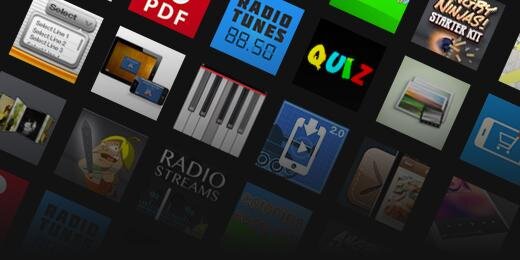 Select
Select Line 1
Select Line 2
Select Line 3
PDF
RADIO
TUNES
88.50
NINJAS!
STARTER KIT
QUIZ
2.0
RADIO
STREAMS
RADIO
TUNES